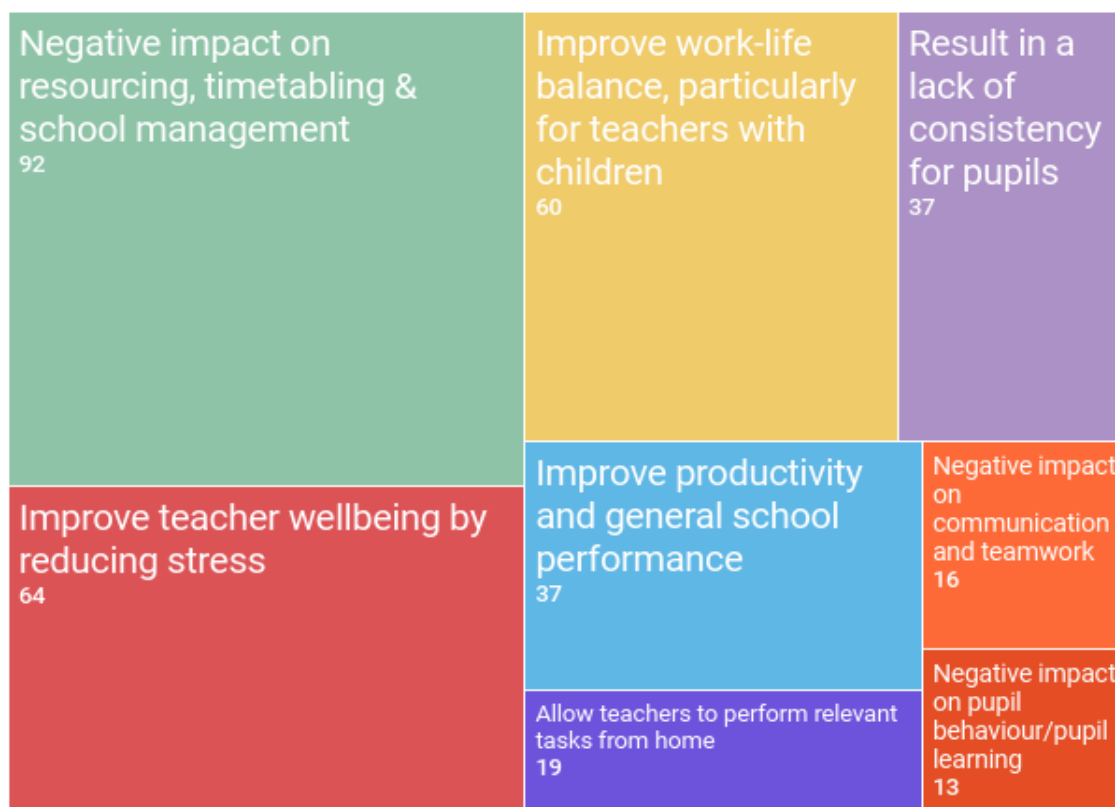 Negative impact on
resourcing, timetabling &
school management
92
Improve teacher wellbeing by
reducing stress
64
Improve work-life
balance, particularly
for teachers with
children
60
Result in a
lack of
consistency
for pupils
37
Improve productivity
and general school
performance
37
Allow teachers to perform relevant
tasks from home
19
Negative impact
on
communication
and teamwork
16
Negative impact
on pupil
behaviour/pupil
learning
13